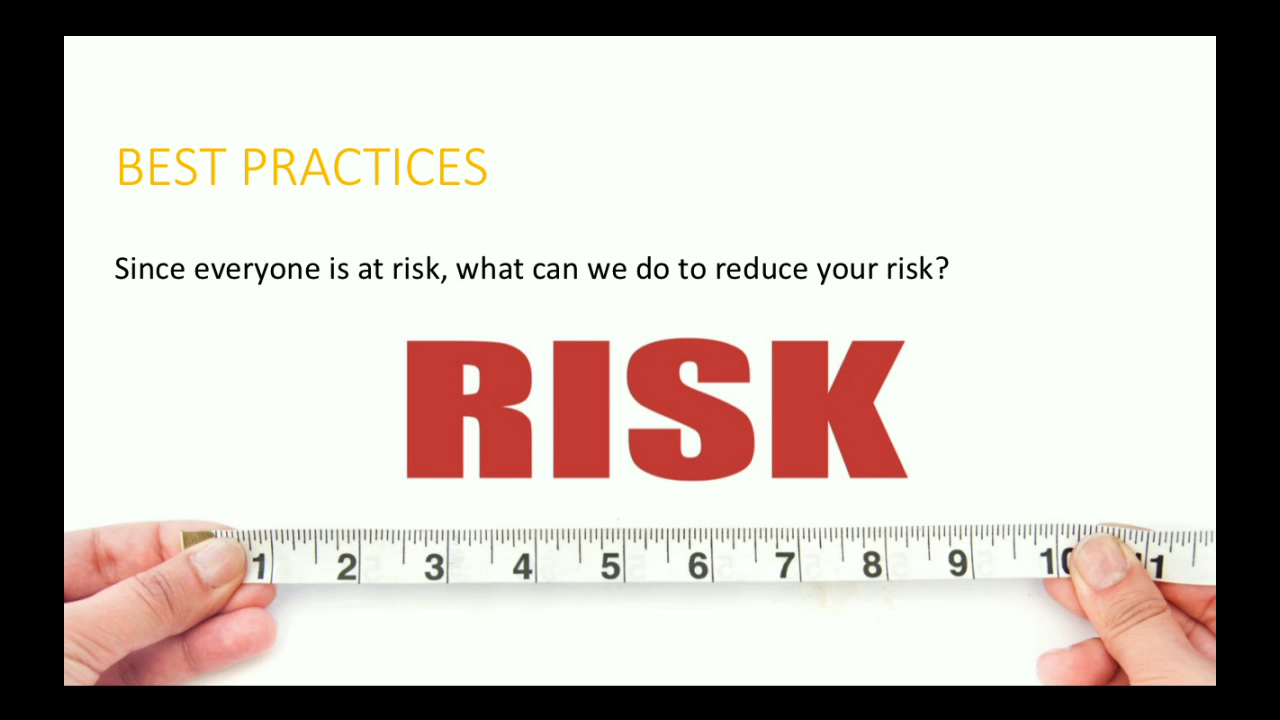 BEST PRACTICES
Since everyone is at risk, what can we do to reduce your risk?
RISK
1 2 3 4 5 6 7 8 9 10 11